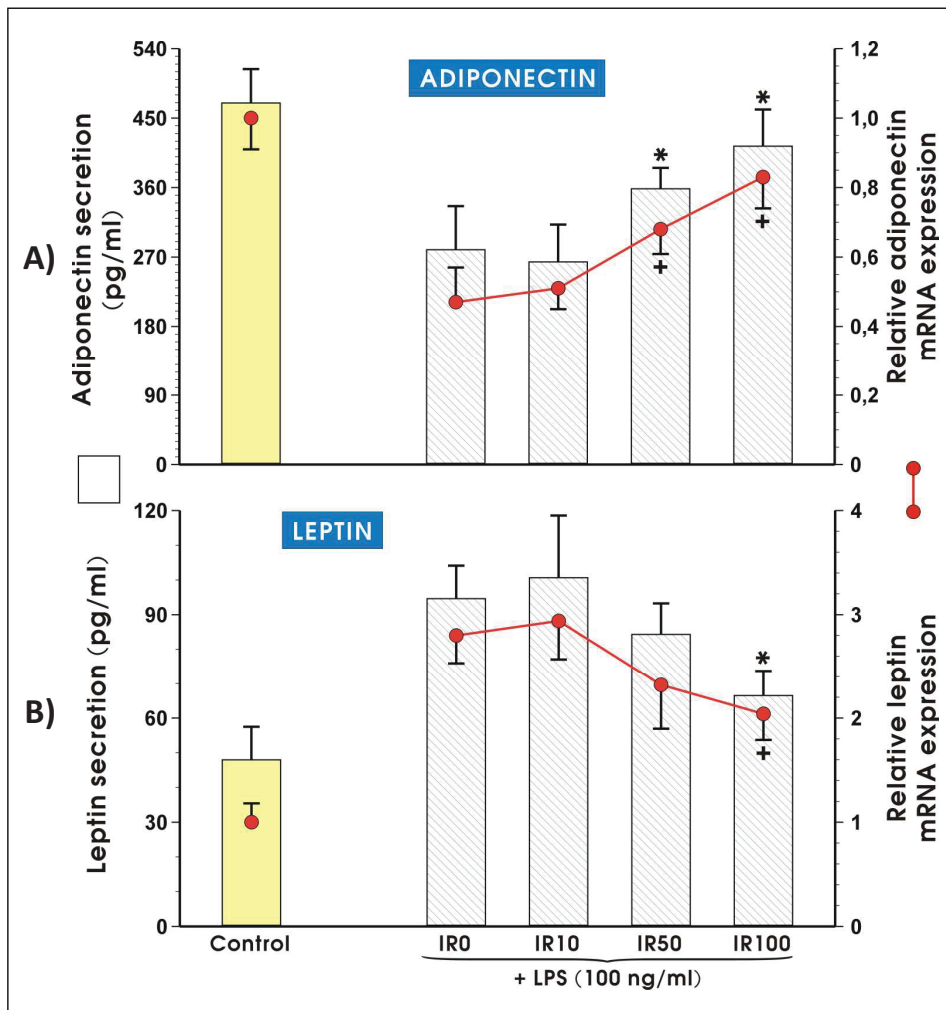 A)
Adiponectin secretion
(pg/ml)
540
450
360
270
180
90
0
ADIPONECTIN
*
*
+
+
1,2
1,0
0,8
0,6
0,4
0,2
0
Relative adiponectin
mRNA expression
B)
Leptin secretion (pg/ml)
120
90
60
30
0
LEPTIN
*
+
4
3
2
1
0
Relative leptin
mRNA expression
Control IR0 IR10 IR50 IR100
+ LPS (100 ng/ml)